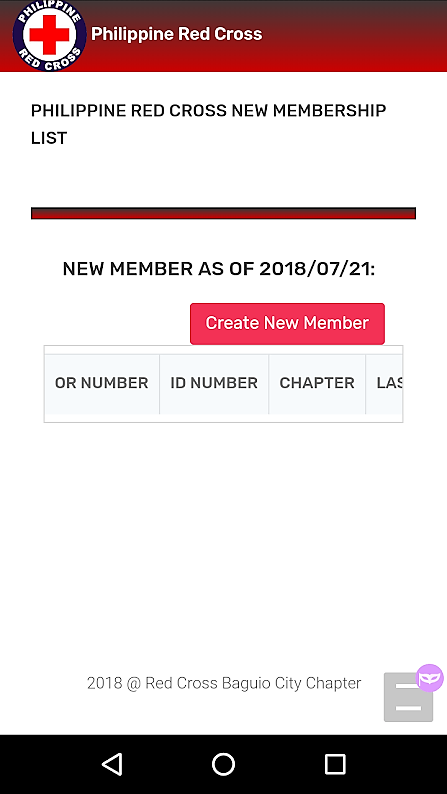 PHILIPPINE
RED CROSS
Philippine Red Cross
PHILIPPINE RED CROSS NEW MEMBERSHIP
LIST
NEW MEMBER AS OF 2018/07/21:
Create New Member
OR NUMBER ID NUMBER CHAPTER LAS
2018 @ Red Cross Baguio City Chapter